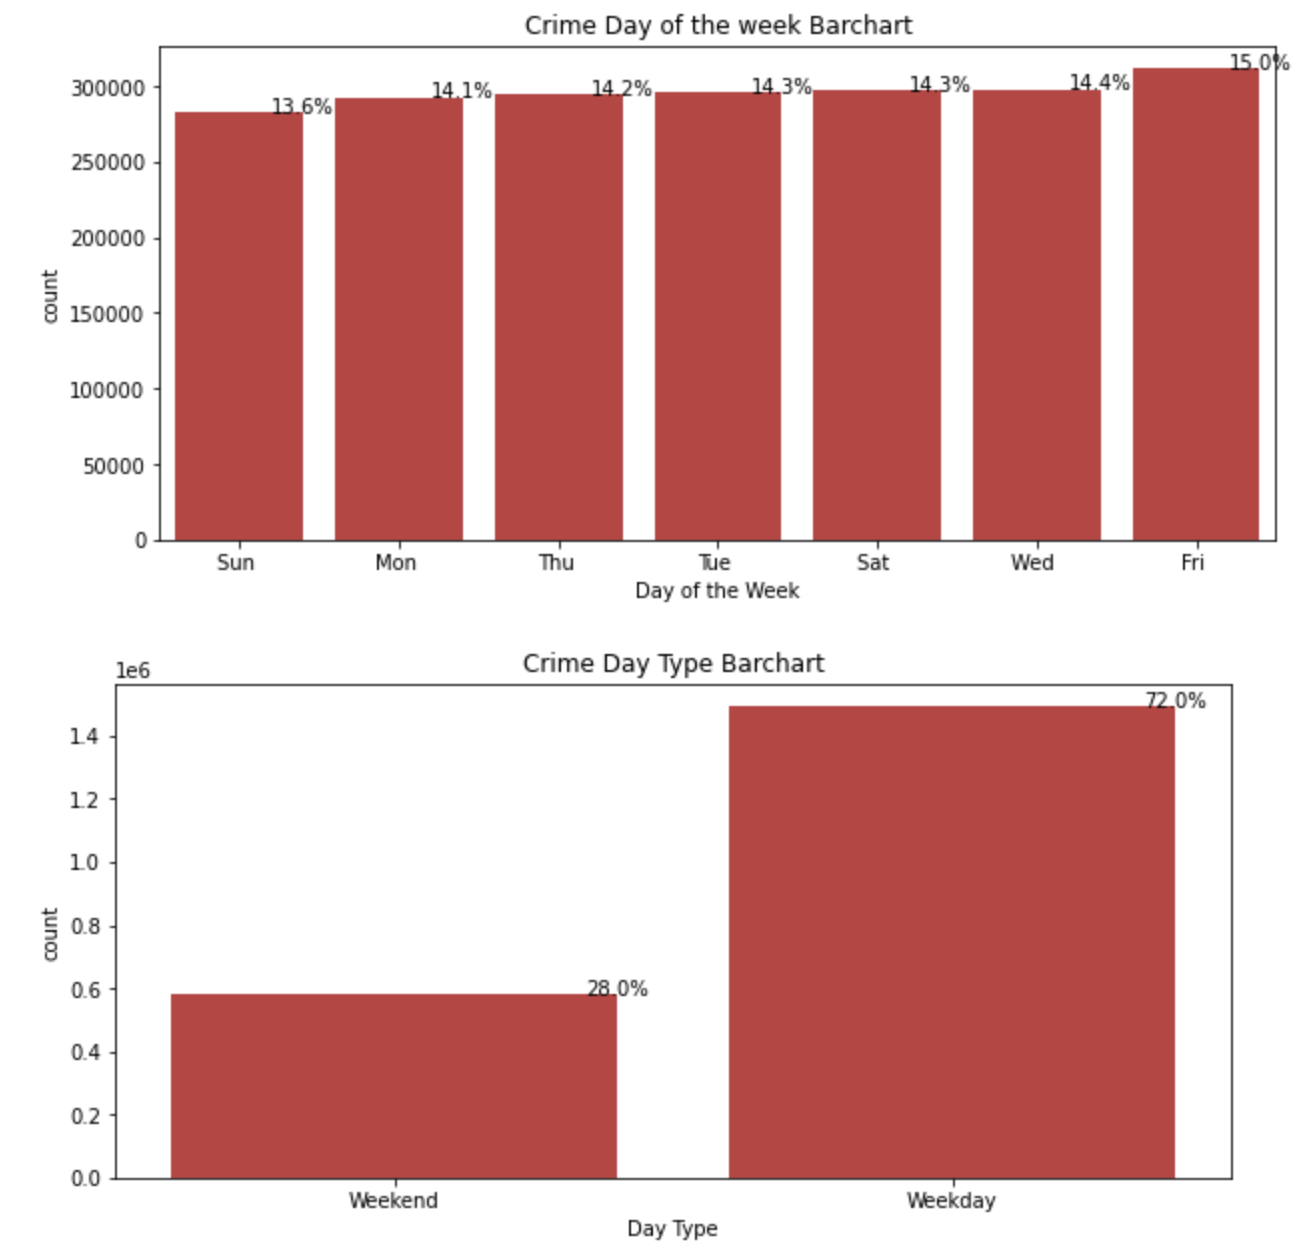 Crime Day of the week Barchart
13.6% 14.1% 14.2% 14.3% 14.3% 14.4% 15.0%
300000
250000
200000
150000
100000
50000
0
count
Sun Mon Thu Tue Sat Wed Fri
Day of the Week
Crime Day Type Barchart
1e6
72.0%
28.0%
1.4
1.2
1.0
0.8
0.6
0.4
0.2
0.0
count
Weekend Weekday
Day Type